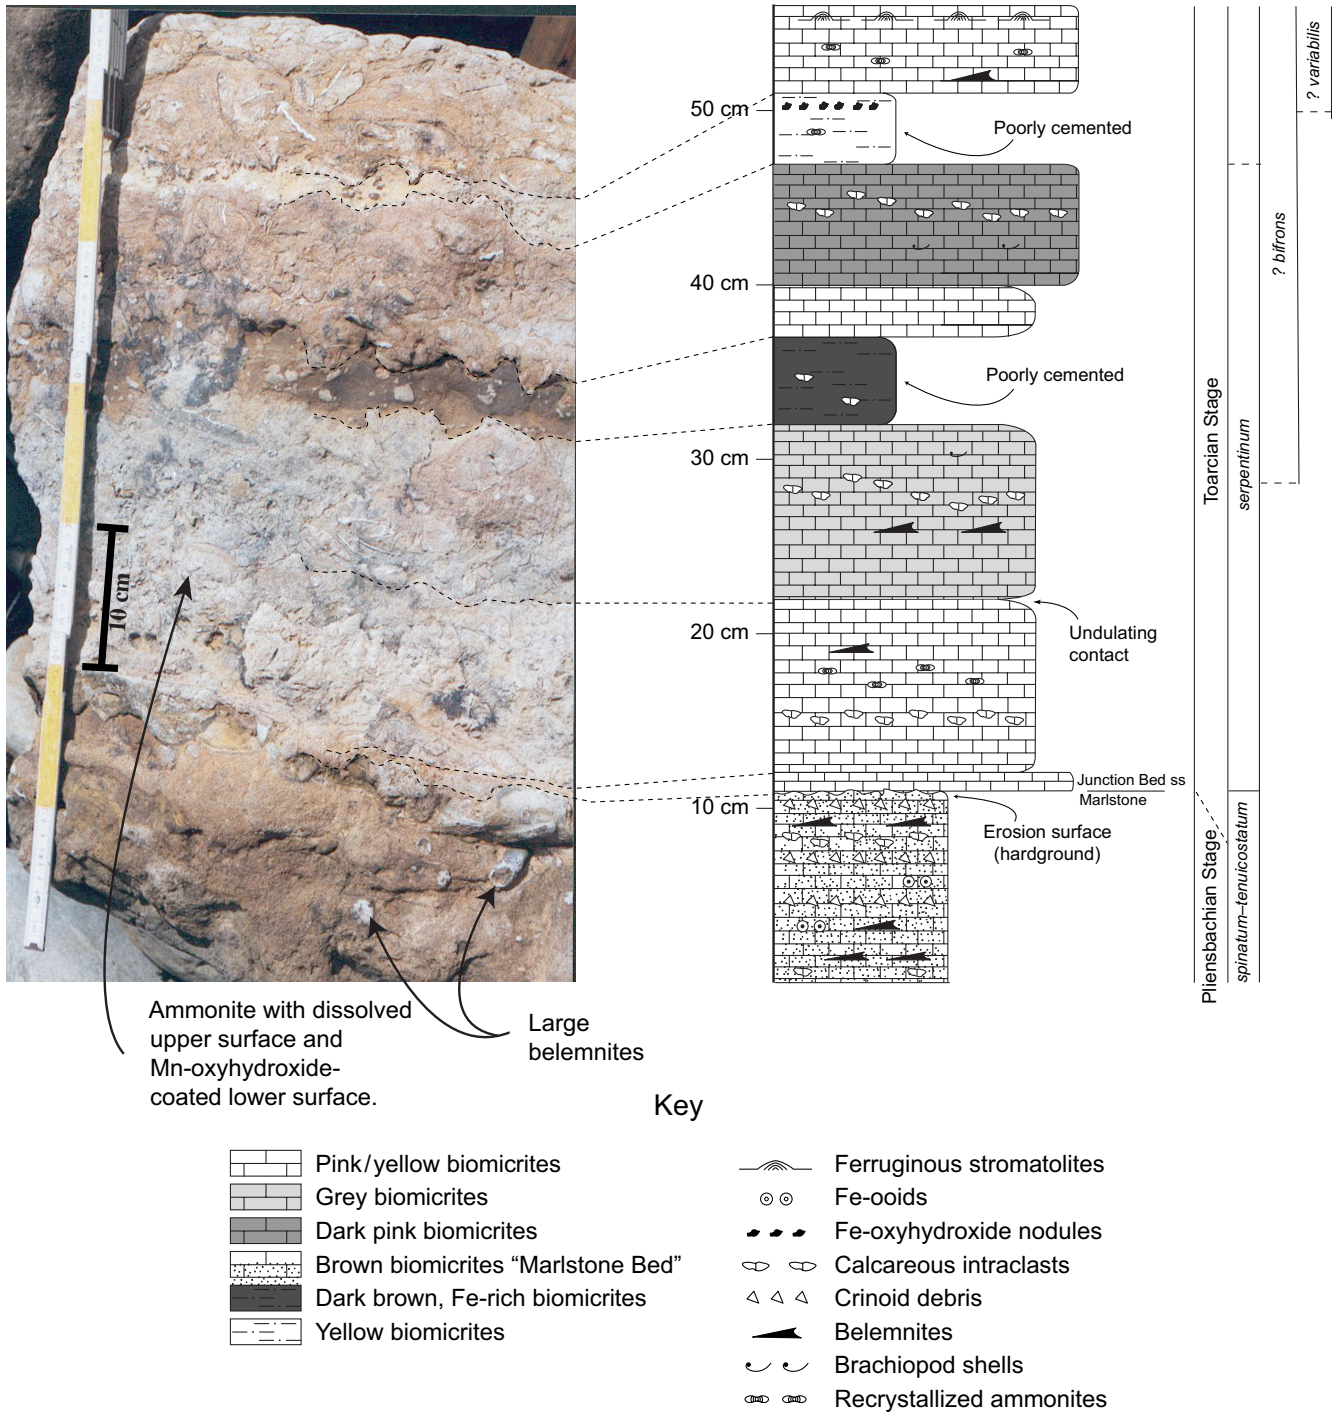 50 cm
Poorly cemented
? variabilis
40 cm
? bifrons
Poorly cemented
30 cm
Toarcian Stage
serpentinum
10 cm
20 cm
Undulating
contact
Junction Bed ss
Marlstone
10 cm
Erosion surface
(hardground)
Pliensbachian Stage
spinatum–tenuicostatum
Ammonite with dissolved
upper surface and
Mn-oxyhydroxide-
coated lower surface.
Large
belemnites
Key
Pink/yellow biomicrites
Grey biomicrites
Dark pink biomicrites
Brown biomicrites “Marlstone Bed”
Dark brown, Fe-rich biomicrites
Yellow biomicrites
Ferruginous stromatolites
Fe-ooids
Fe-oxyhydroxide nodules
Calcareous intraclasts
Crinoid debris
Belemnites
Brachiopod shells
Recrystallized ammonites